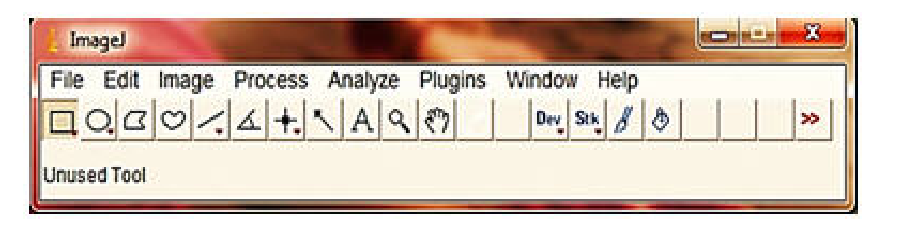 ImageJ
File Edit Image Process Analyze Plugins Window Help
A Dev Stk >>
Unused Tool